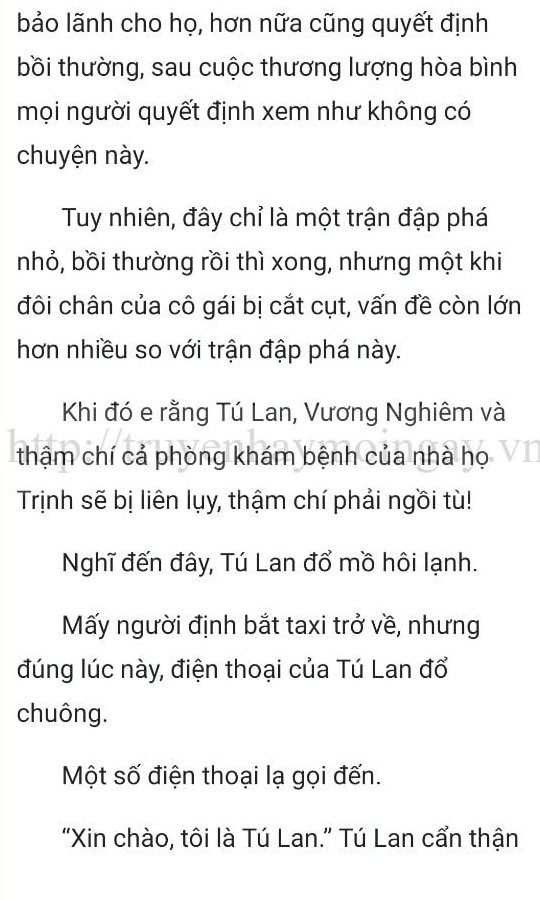 bảo lãnh cho họ, hơn nữa cũng quyết định
bồi thường, sau cuộc thương lượng hòa bình
mọi người quyết định xem như không có
chuyện này.
Tuy nhiên, đây chỉ là một trận đập phá
nhỏ, bồi thường rồi thì xong, nhưng một khi
đôi chân của cô gái bị cắt cụt, vấn đề còn lớn
hơn nhiều so với trận đập phá này.
Khi đó e rằng Tú Lan, Vương Nghiêm và
http://truyenhaymoingay.vn
thậm chí cả phòng khám bệnh của nhà họ
Trịnh sẽ bị liên lụy, thậm chí phải ngồi tù!
Nghĩ đến đây, Tú Lan đổ mồ hôi lạnh.
Mấy người định bắt taxi trở về, nhưng
đúng lúc này, điện thoại của Tú Lan đổ
chuông.
Một số điện thoại lạ gọi đến.
“Xin chào, tôi là Tú Lan.” Tú Lan cẩn thận